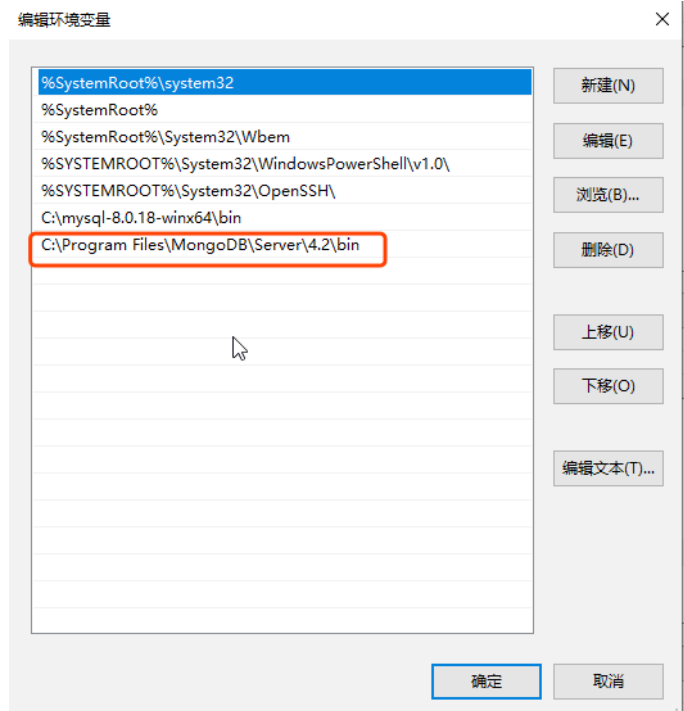 编辑环境变量
%SystemRoot%\system32
%SystemRoot%
%SystemRoot%\System32\Wbem
%SYSTEMROOT%\System32\WindowsPowerShell\v1.0\
%SYSTEMROOT%\System32\OpenSSH\
C:\mysql-8.0.18-winx64\bin
C:\Program Files\MongoDB\Server\4.2\bin
新建(N)
编辑(E)
浏览(B)...
删除(D)
上移(U)
下移(O)
编辑文本(T)...
确定
取消